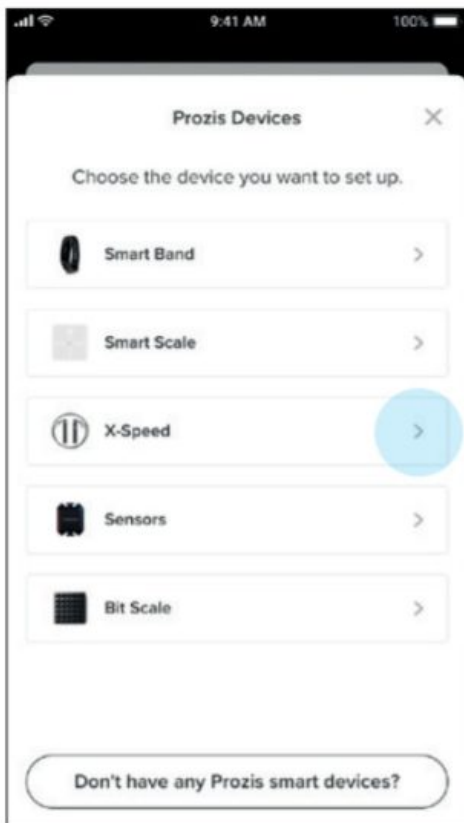 9:41 AM
100%
Prozis Devices
Choose the device you want to set up.
Smart Band
Smart Scale
X-Speed
Sensors
Bit Scale
Don't have any Prozis smart devices?